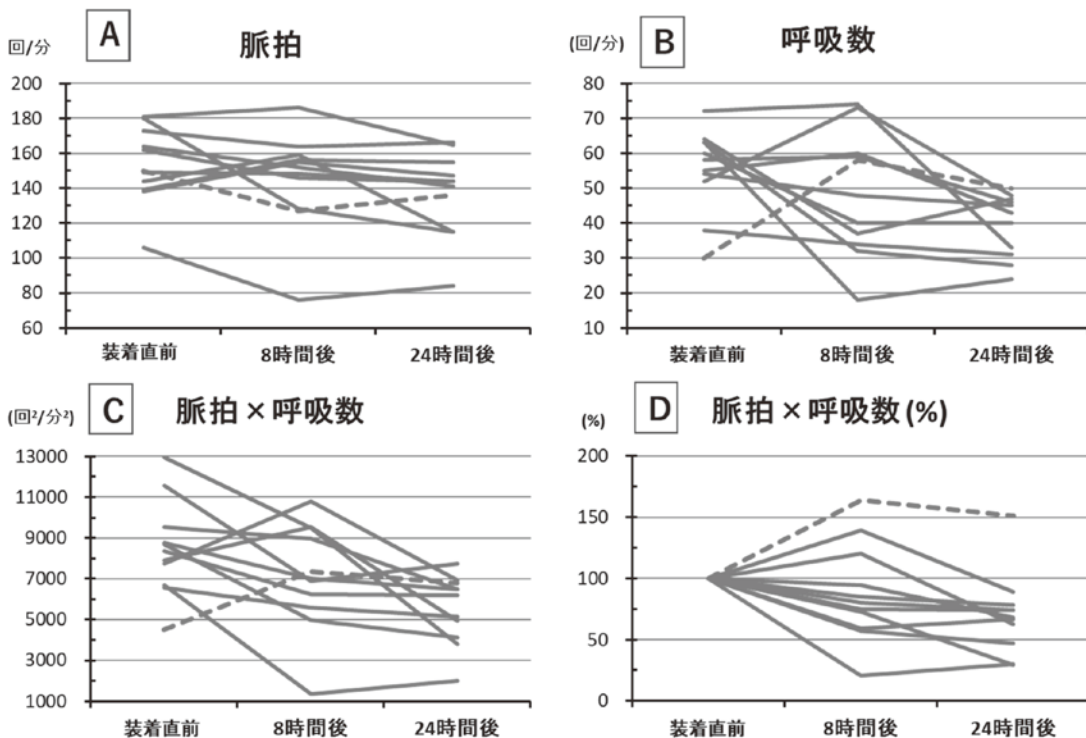 A
脈拍
回/分
200
180
160
140
120
100
80
60
装着直前
8時間後
24時間後
B
呼吸数
(回/分)
80
70
60
50
40
30
20
10
装着直前
8時間後
24時間後
C
脈拍×呼吸数
(回²/分²)
13000
11000
9000
7000
5000
3000
1000
装着直前
8時間後
24時間後
D
脈拍×呼吸数(%)
(%)
200
150
100
50
0
装着直前
8時間後
24時間後